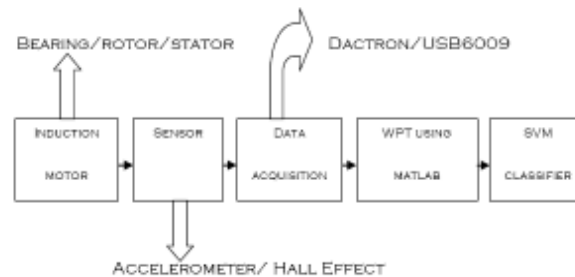 BEARING/ROTOR/STATOR
DACTRON/USB6009
INDUCTION
MOTOR
SENSOR
DATA
ACQUISITION
WPT USING
MATLAB
SVM
CLASSIFIER
ACCELEROMETER/ HALL EFFECT